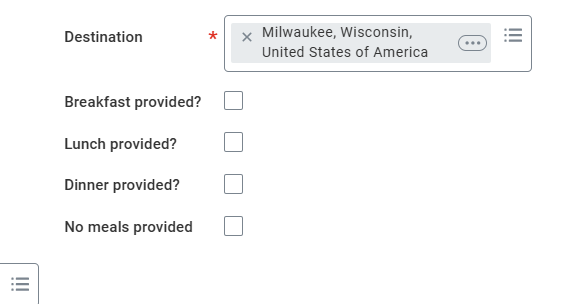 Destination *
Milwaukee, Wisconsin,
United States of America
Breakfast provided?
Lunch provided?
Dinner provided?
No meals provided